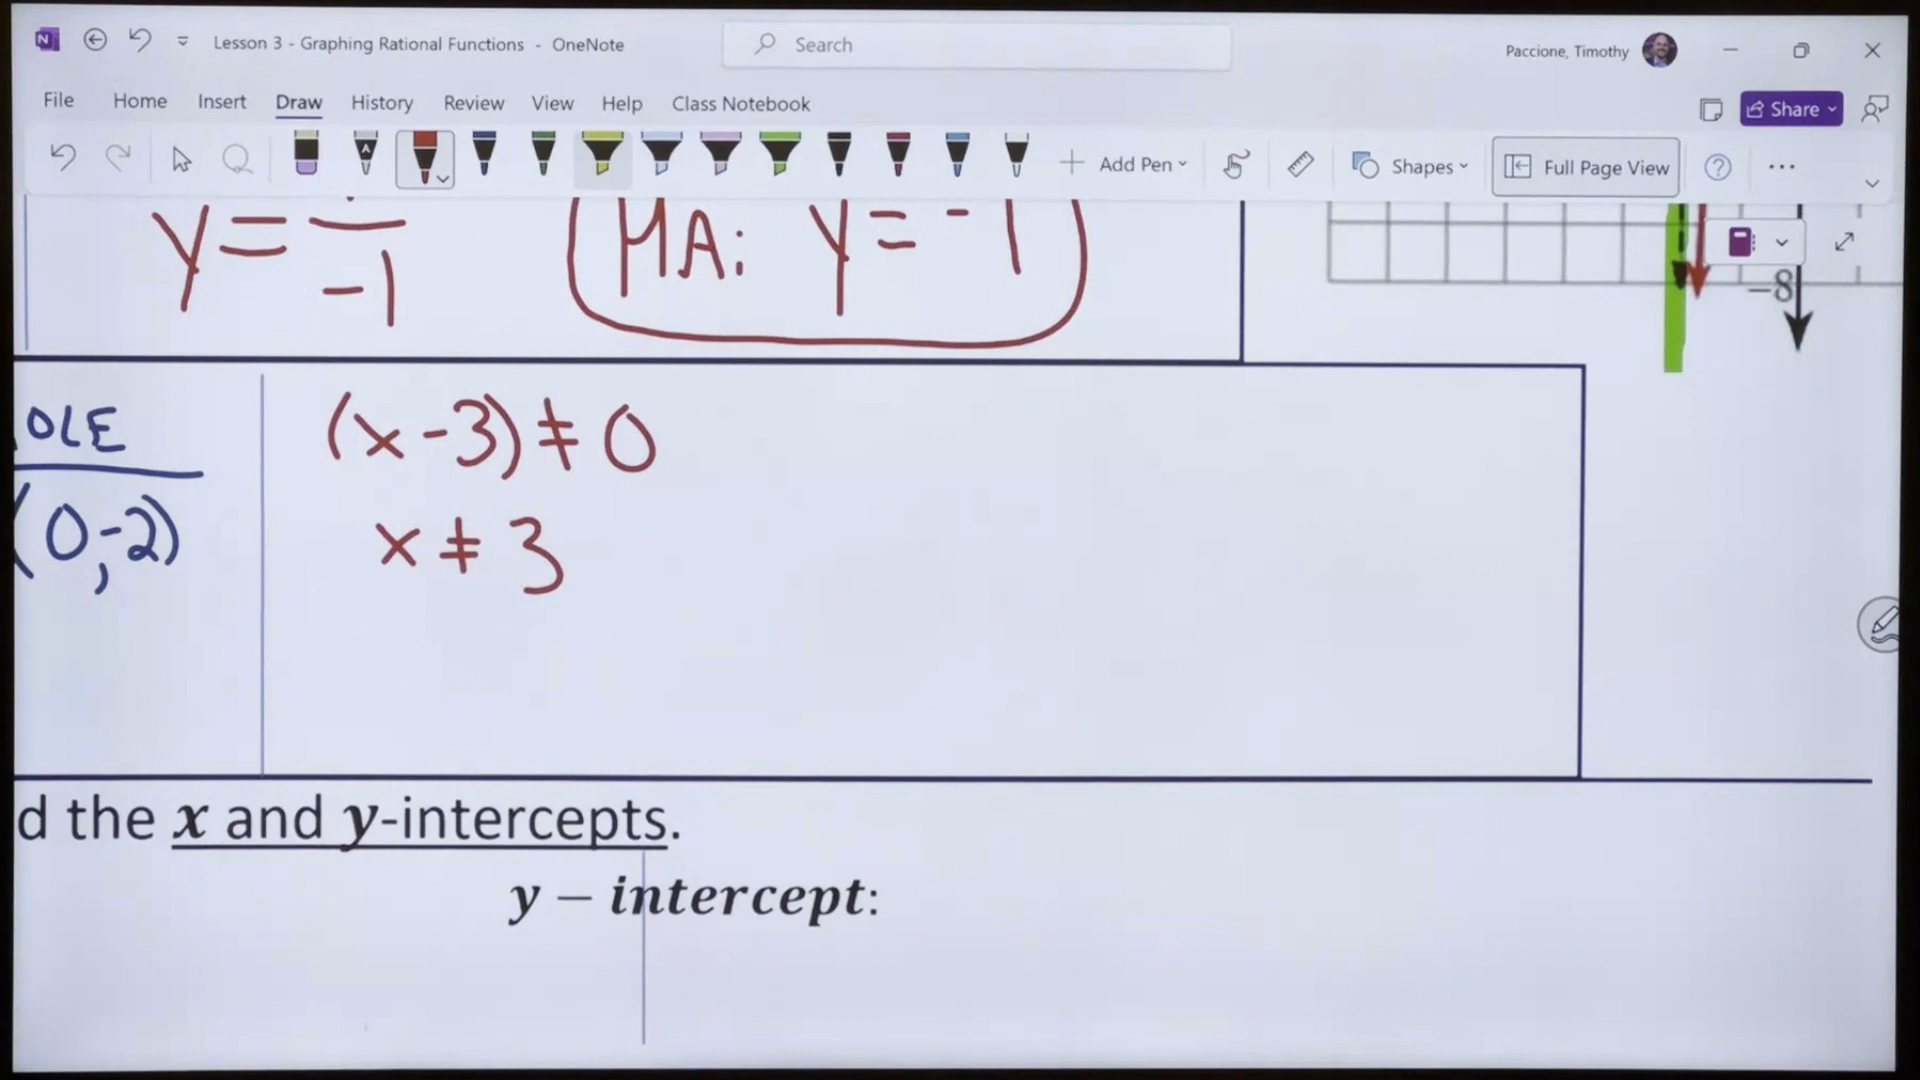 Lesson 3 - Graphing Rational Functions - OneNote
Search
Paccione, Timothy
File Home Insert Draw History Review View Help Class Notebook
Share
Add Pen
Shapes
Full Page View
y = — -1
HA: y = -1
-8
OLE
(0,-2)
(x-3) ≠ 0
x ≠ 3
d the x and y-intercepts.
y – intercept: